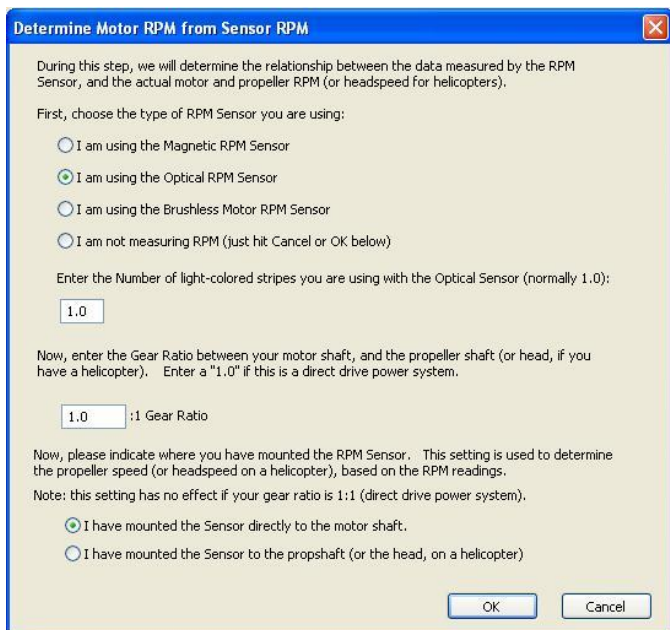 Determine Motor RPM from Sensor RPM
During this step, we will determine the relationship between the data measured by the RPM
Sensor, and the actual motor and propeller RPM (or headspeed for helicopters).
First, choose the type of RPM Sensor you are using:
I am using the Magnetic RPM Sensor
I am using the Optical RPM Sensor
I am using the Brushless Motor RPM Sensor
I am not measuring RPM (just hit Cancel or OK below)
Enter the Number of light-colored stripes you are using with the Optical Sensor (normally 1.0):
1.0
Now, enter the Gear Ratio between your motor shaft, and the propeller shaft (or head, if you
have a helicopter).   Enter a "1.0" if this is a direct drive power system.
1.0 :1 Gear Ratio
Now, please indicate where you have mounted the RPM Sensor.   This setting is used to determine
the propeller speed (or headspeed on a helicopter), based on the RPM readings.
Note: this setting has no effect if your gear ratio is 1:1 (direct drive power system).
I have mounted the Sensor directly to the motor shaft.
I have mounted the Sensor to the propshaft (or the head, on a helicopter)
OK Cancel